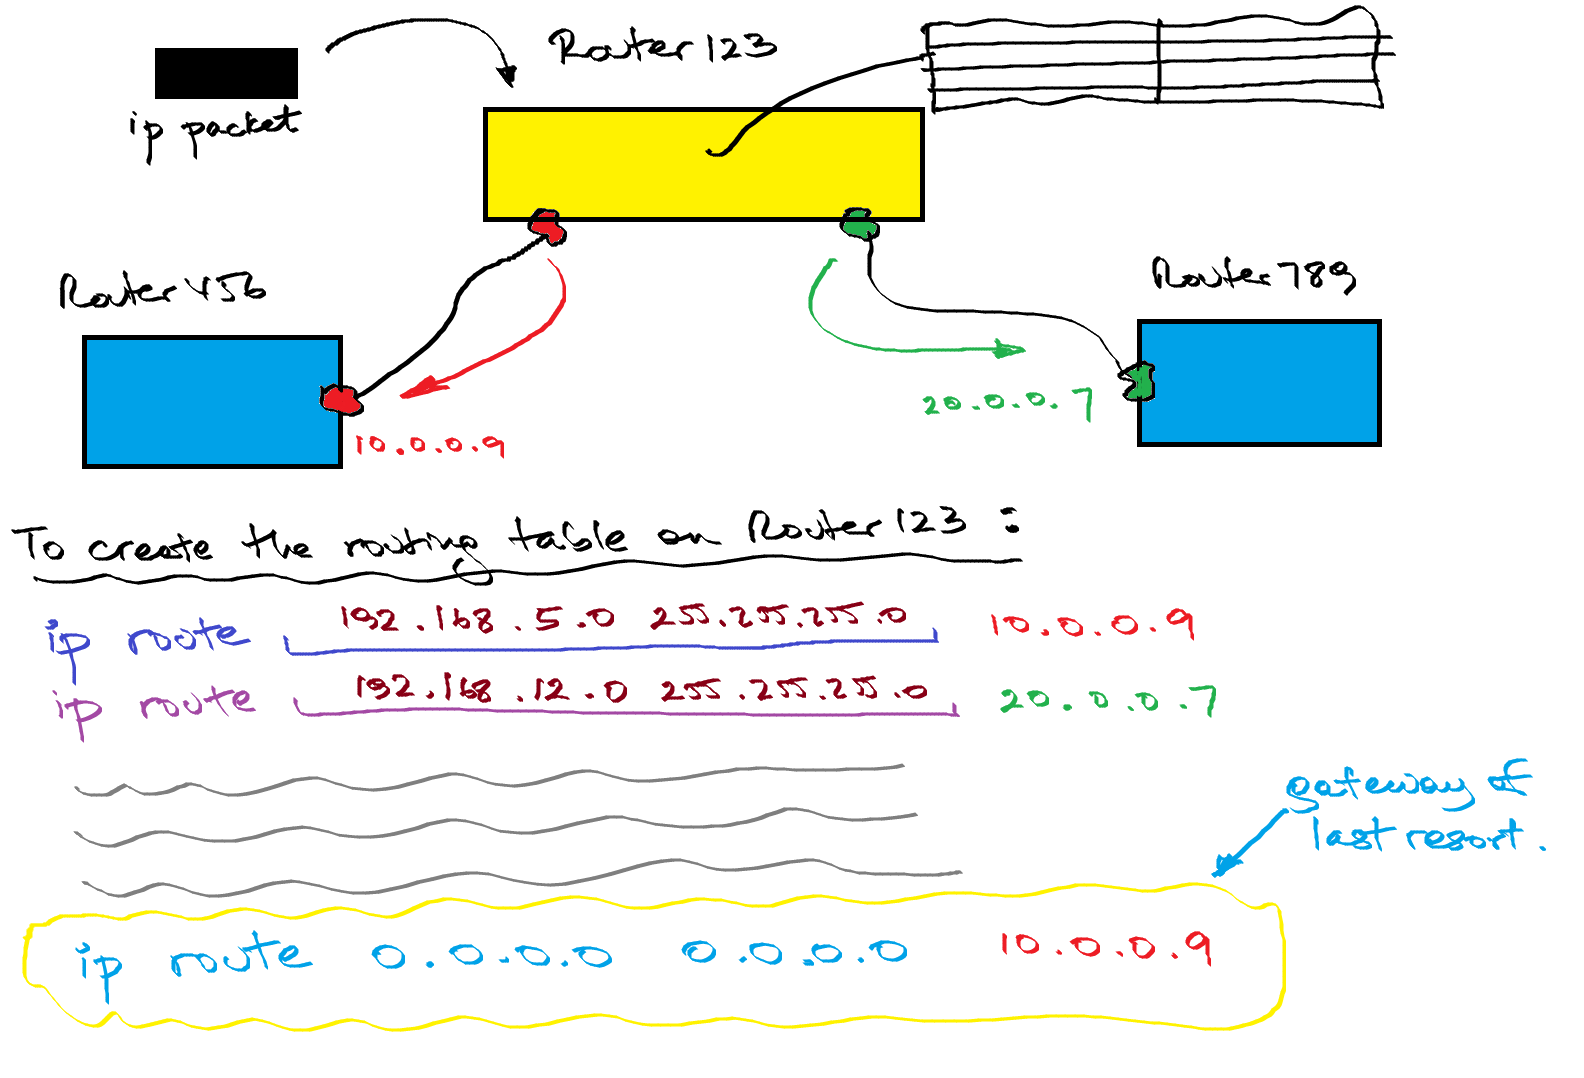 Router 123
ip packet
Router 456
Router 789
20.0.0.7
10.0.0.9
To create the routing table on Router 123 :
ip route 192.168.5.0 255.255.255.0 10.0.0.9
ip route 192.168.12.0 255.255.255.0 20.0.0.7
gateway of
last resort.
ip route 0.0.0.0 0.0.0.0 10.0.0.9